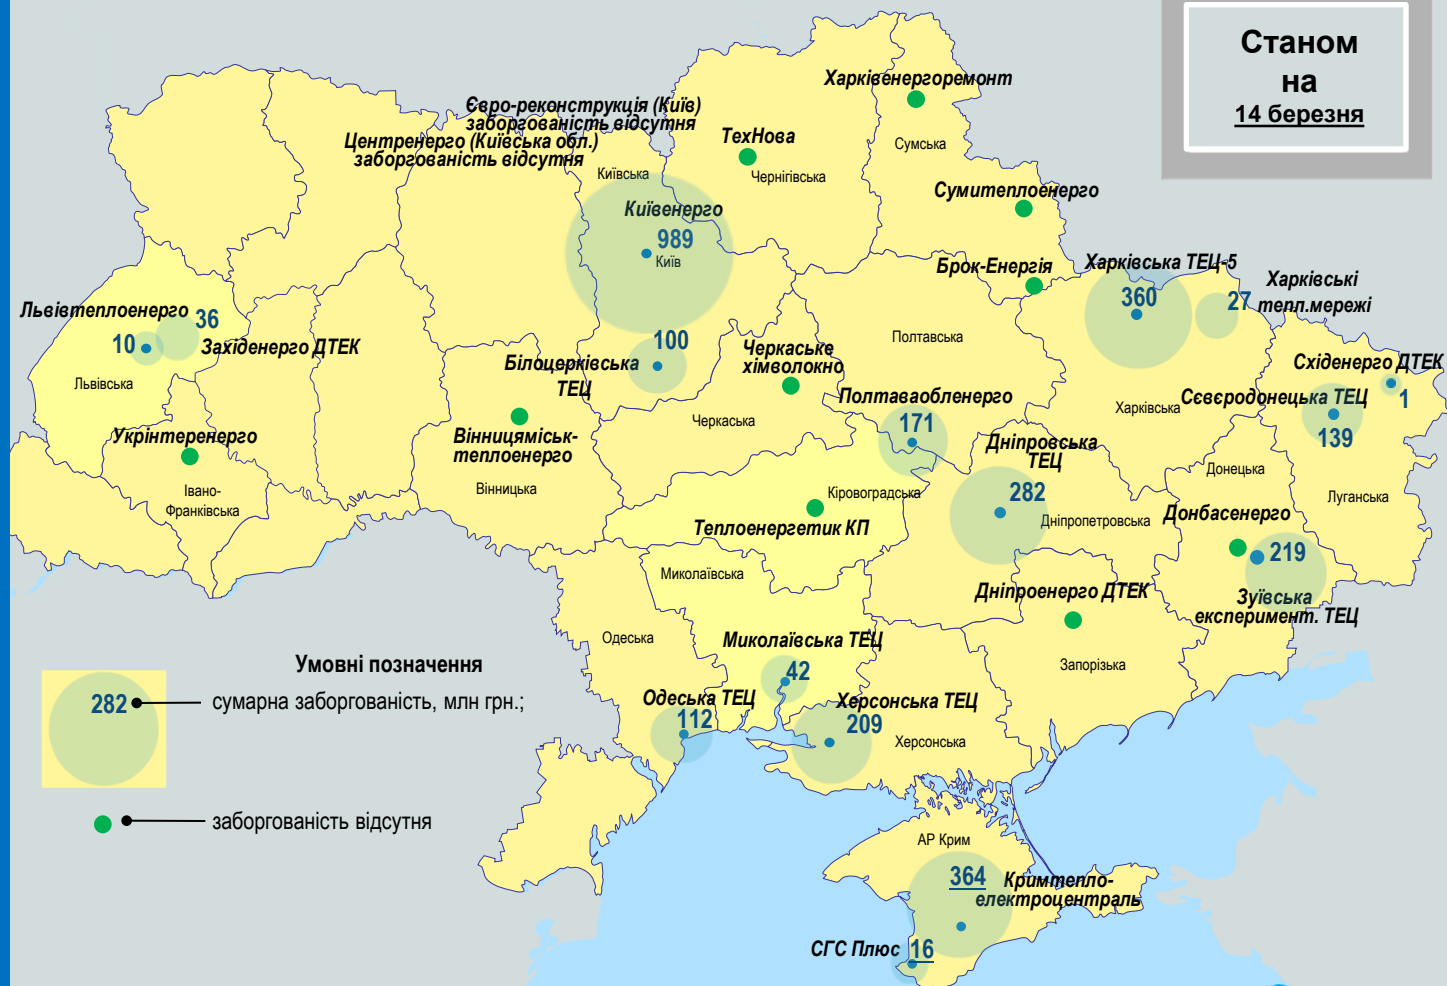 Станом
на
14 березня
Харківенергоремонт
Євро-реконструкція (Київ)
заборгованість відсутня
Центренерго (Київська обл.)
заборгованість відсутня
ТехНова
Сумська
Київська
Чернігівська
Сумитеплоенерго
Київенерго
989
Київ
Брок-Енергія
Харківська ТЕЦ-5
360
27
Харківські
тепл.мережі
Львівтеплоенерго
36
10
Західенерго ДТЕК
Львівська
100
Білоцерківська
ТЕЦ
Черкаське
хімволокно
Полтавська
Східенерго ДТЕК
1
Сєвєродонецька ТЕЦ
139
Харківська
Полтаваобленерго
171
Черкаська
Укрінтеренерго
Вінницяміськ-
теплоенерго
Вінницька
Івано-
Франківська
Дніпровська
ТЕЦ
282
Дніпропетровська
Донецька
Луганська
Кіровоградська
Теплоенергетик КП
Донбасенерго
219
Зуївська
експеримент. ТЕЦ
Миколаївська
Дніпроенерго ДТЕК
Одеська
Миколаївська ТЕЦ
42
Запорізька
Одеська ТЕЦ
112
Херсонська ТЕЦ
209
Херсонська
Умовні позначення
282
сумарна заборгованість, млн грн.;
заборгованість відсутня
АР Крим
364
Кримтепло-
електроцентраль
СГС Плюс
16